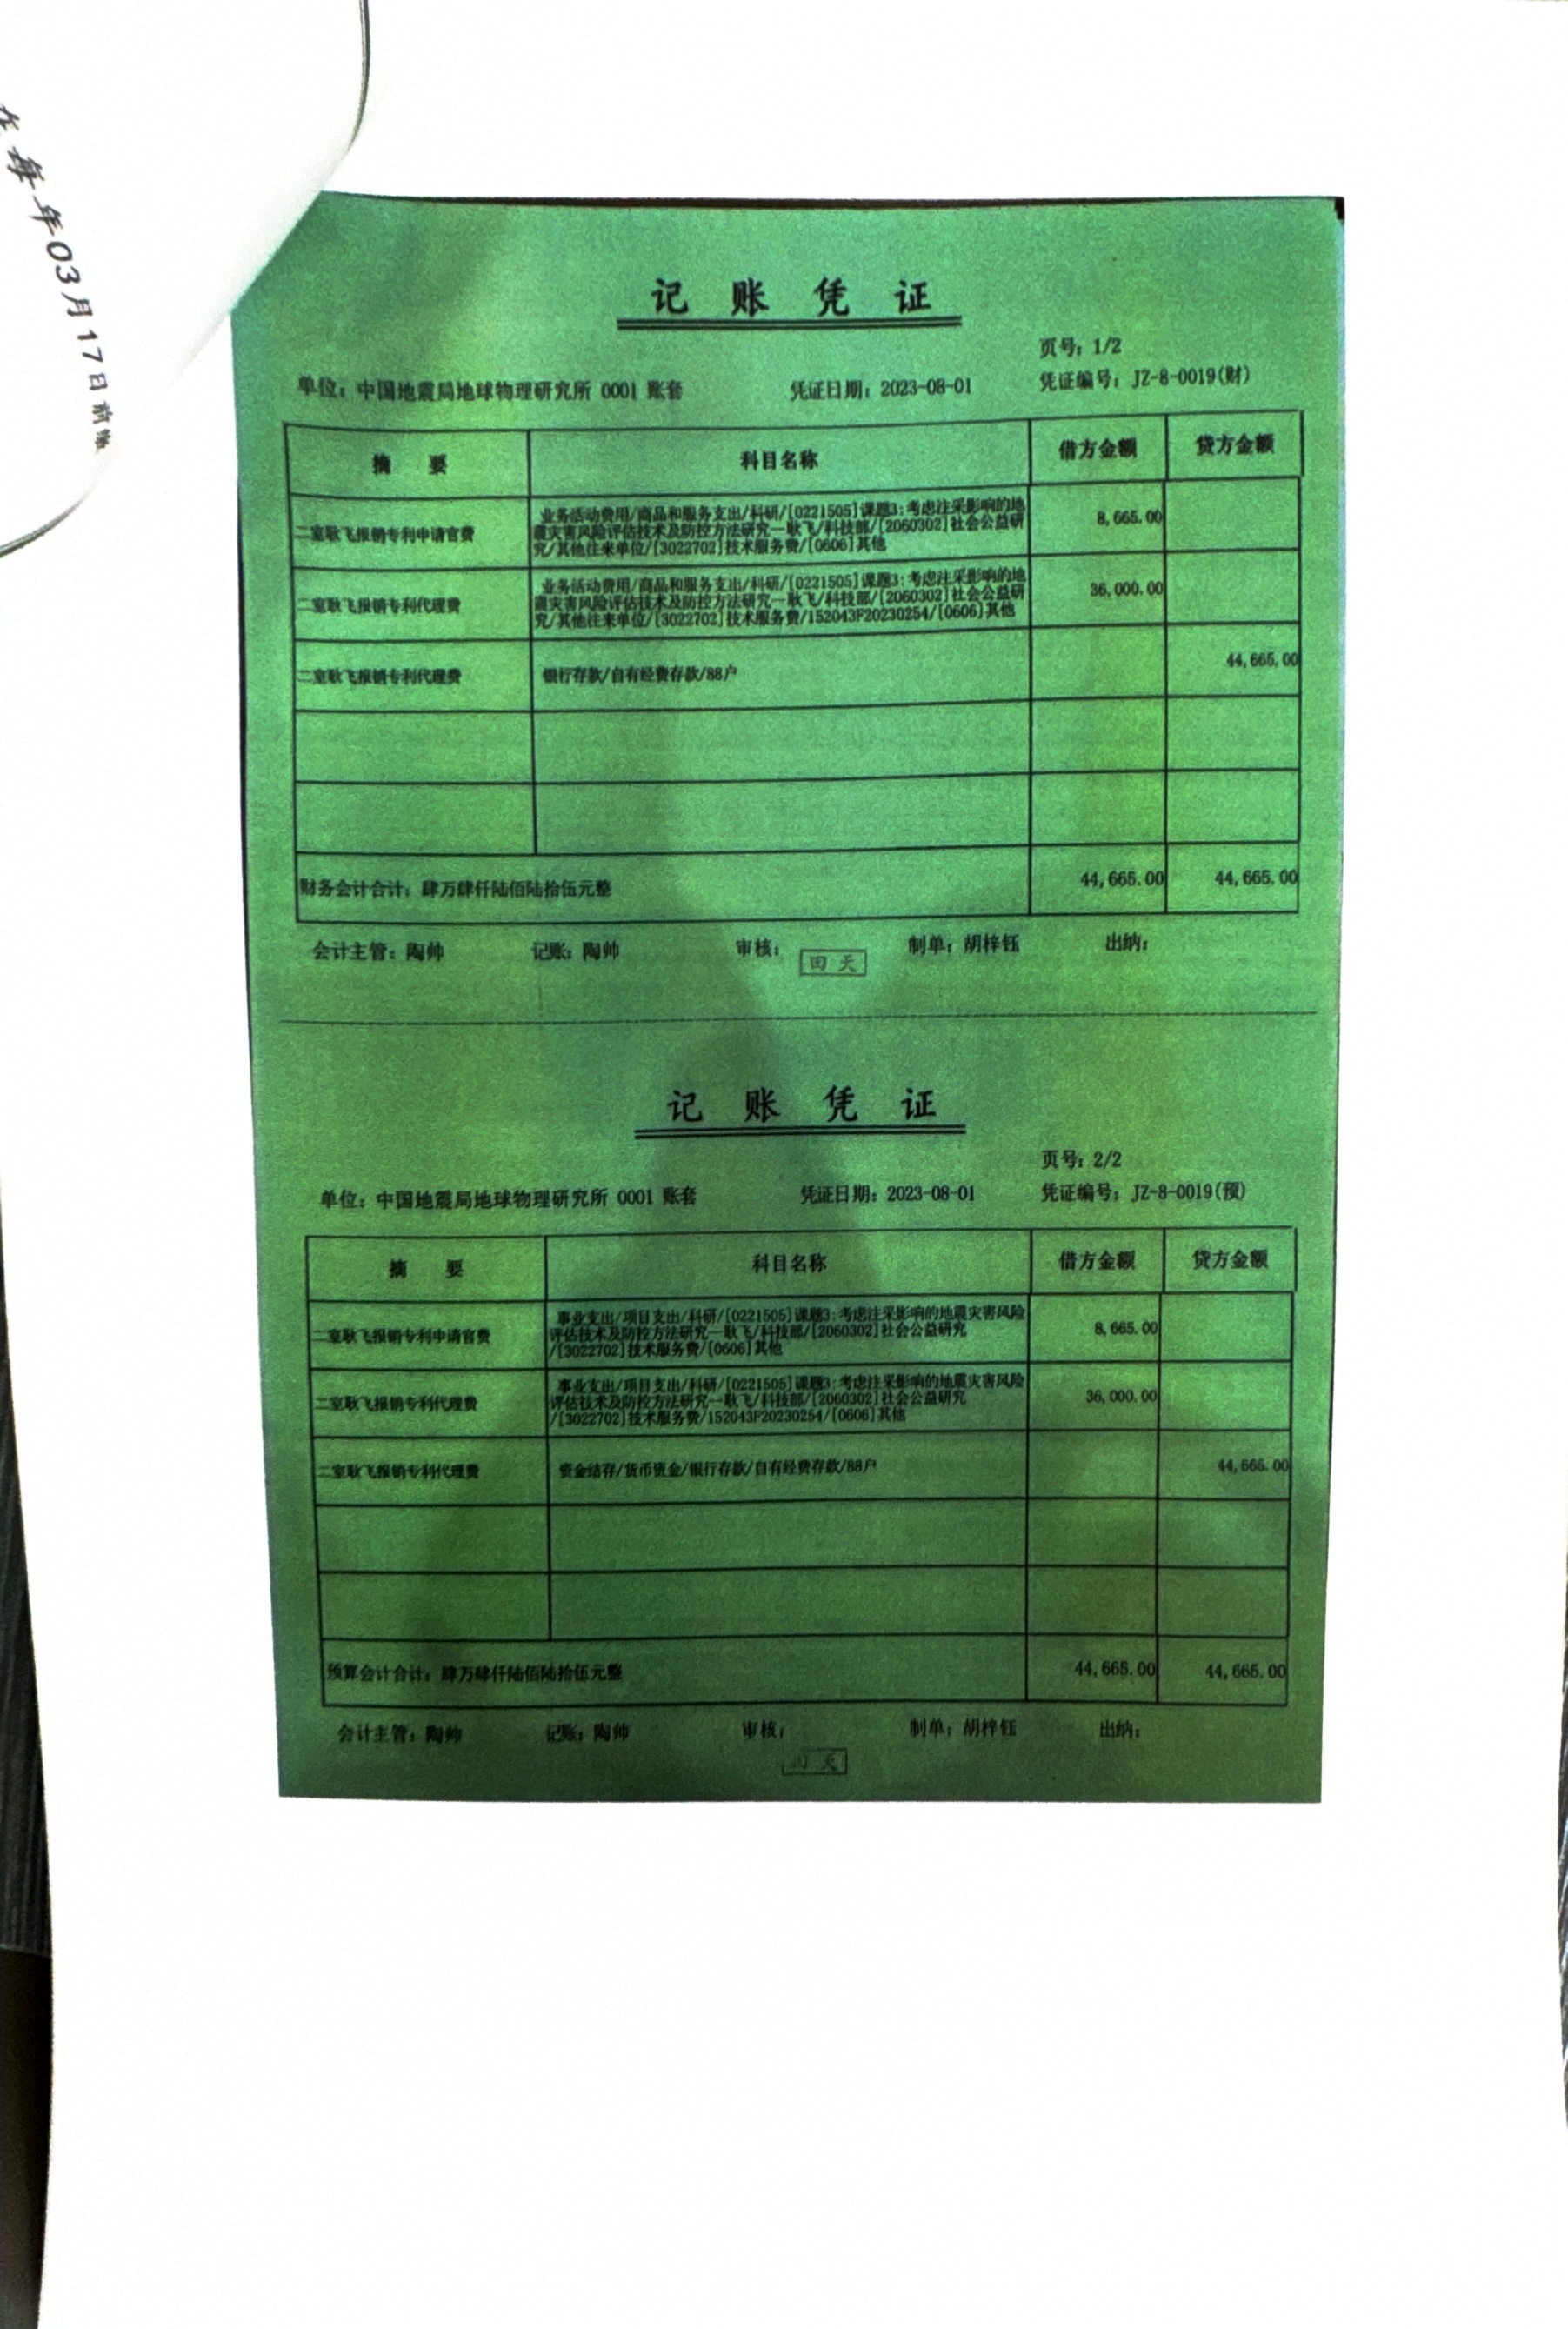 在每年03月17日前缴
记 账 凭 证
页号：1/2
单位：中国地震局地球物理研究所 0001 账套 凭证日期：2023-08-01 凭证编号：JZ-8-0019(财)
摘 要 科目名称 借方金额 贷方金额
二室耿飞报销专利申请官费 业务活动费用/商品和服务支出/科研/[0221505]课题3:考虑注采影响的地 8,665.00
震灾害风险评估技术及防控方法研究—耿飞/科技部/[2060302]社会公益研
究/其他往来单位/[3022702]技术服务费/[0606]其他
二室耿飞报销专利代理费 业务活动费用/商品和服务支出/科研/[0221505]课题3:考虑注采影响的地 36,000.00
震灾害风险评估技术及防控方法研究—耿飞/科技部/[2060302]社会公益研
究/其他往来单位/[3022702]技术服务费/152043F20230254/[0606]其他
二室耿飞报销专利代理费 银行存款/自有经费存款/88户 44,665.00
财务会计合计：肆万肆仟陆佰陆拾伍元整 44,665.00 44,665.00
会计主管：陶帅 记账：陶帅 审核： 制单：胡梓钰 出纳：
田 天
记 账 凭 证
页号：2/2
单位：中国地震局地球物理研究所 0001 账套 凭证日期：2023-08-01 凭证编号：JZ-8-0019(预)
摘 要 科目名称 借方金额 贷方金额
二室耿飞报销专利申请官费 事业支出/项目支出/科研/[0221505]课题3:考虑注采影响的地震灾害风险 8,665.00
评估技术及防控方法研究—耿飞/科技部/[2060302]社会公益研究
/[3022702]技术服务费/[0606]其他
二室耿飞报销专利代理费 事业支出/项目支出/科研/[0221505]课题3:考虑注采影响的地震灾害风险 36,000.00
评估技术及防控方法研究—耿飞/科技部/[2060302]社会公益研究
/[3022702]技术服务费/152043F20230254/[0606]其他
二室耿飞报销专利代理费 资金结存/货币资金/银行存款/自有经费存款/88户 44,665.00
预算会计合计：肆万肆仟陆佰陆拾伍元整 44,665.00 44,665.00
会计主管：陶帅 记账：陶帅 审核： 制单：胡梓钰 出纳：
天